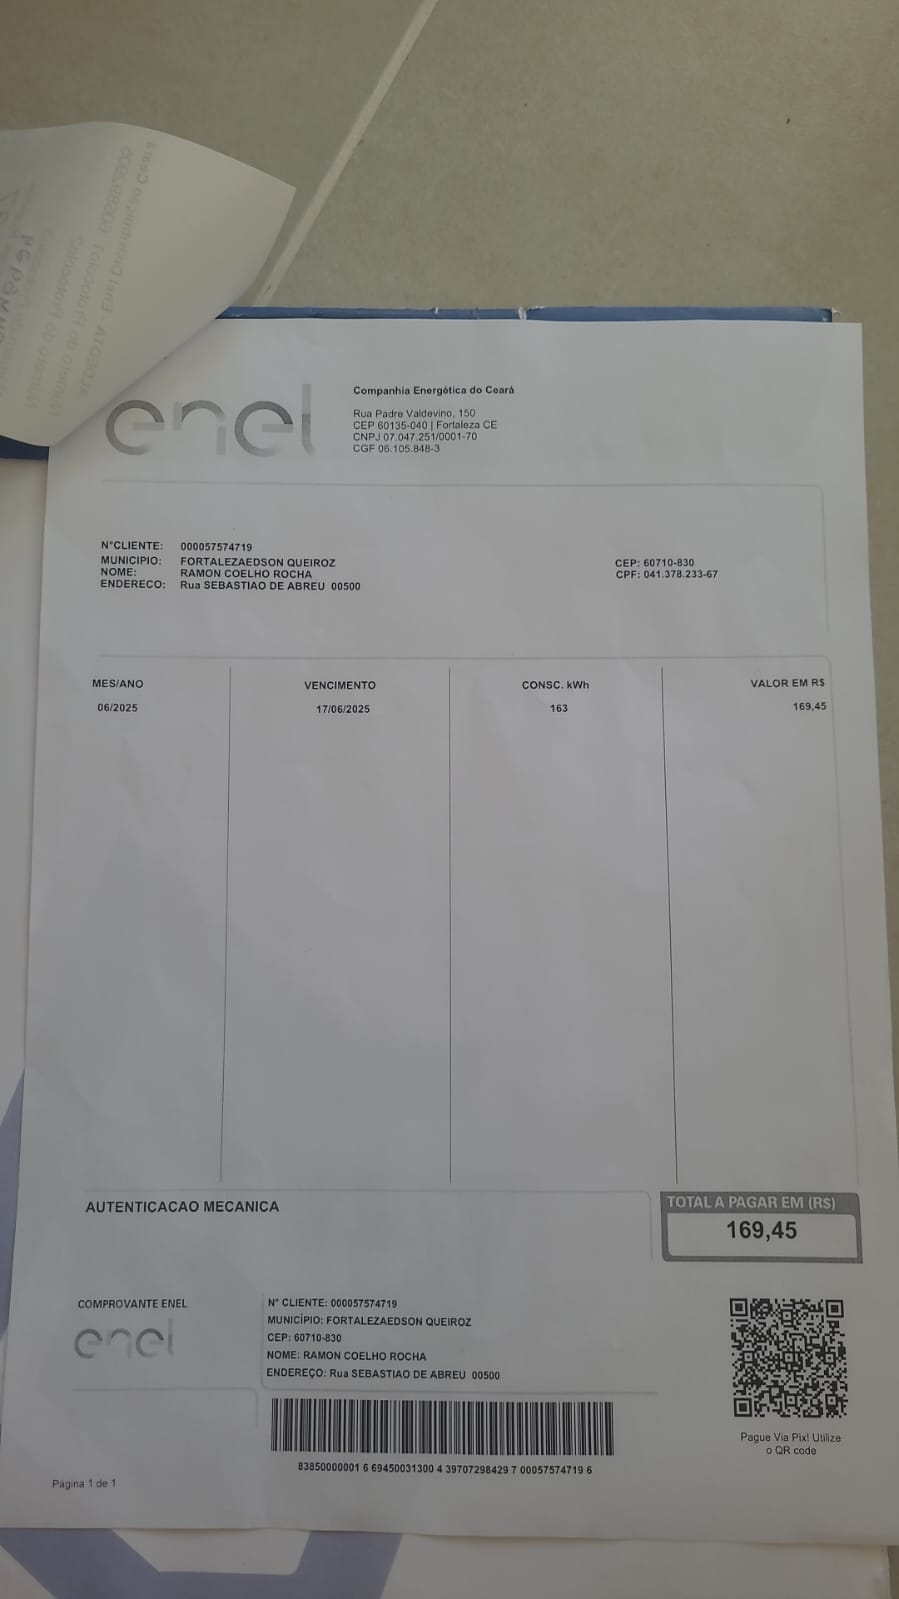 enel
Companhia Energética do Ceará
Rua Padre Valdevino, 150
CEP 60135-040 | Fortaleza CE
CNPJ 07.047.251/0001-70
CGF 06.105.848-3
N°CLIENTE: 000057574719
MUNICIPIO: FORTALEZAEDSON QUEIROZ CEP: 60710-830
NOME: RAMON COELHO ROCHA CPF: 041.378.233-67
ENDERECO: Rua SEBASTIAO DE ABREU 00500
MES/ANO VENCIMENTO CONSC. kWh VALOR EM R$
06/2025 17/06/2025 163 169,45
AUTENTICACAO MECANICA
TOTAL A PAGAR EM (R$)
169,45
COMPROVANTE ENEL
enel
N° CLIENTE: 000057574719
MUNICÍPIO: FORTALEZAEDSON QUEIROZ
CEP: 60710-830
NOME: RAMON COELHO ROCHA
ENDEREÇO: Rua SEBASTIAO DE ABREU 00500
83850000001 6 69450031300 4 39707298429 7 00057574719 6
Pague Via Pix! Utilize
o QR code
Página 1 de 1